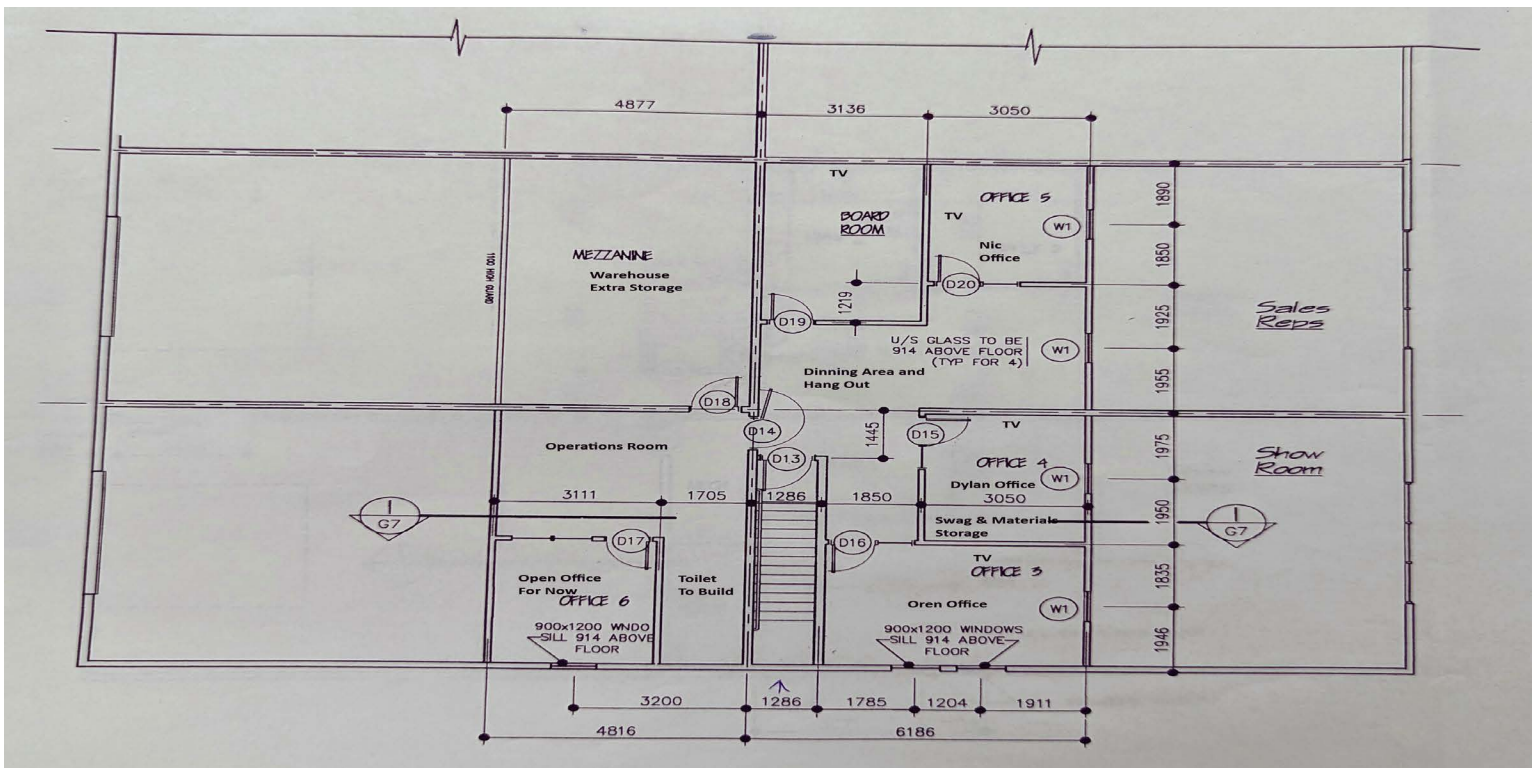 4877
3136
3050
TV
OFFICE 5
BOARD
ROOM
TV
W1
Nic
Office
MEZZANINE
Warehouse
Extra Storage
1100 HIGH GUARD
1219
D20
D19
U/S GLASS TO BE
914 ABOVE FLOOR
(TYP FOR 4)
W1
Dinning Area and
Hang Out
1890
1850
1925
1955
Sales
Reps
D18
D14
D13
1445
D15
TV
OFFICE 4
Dylan Office
W1
Operations Room
3111
1705
1286
1850
3050
1975
1950
1835
1946
Show
Room
I
G7
Swag & Materials
Storage
I
G7
D17
D16
TV
OFFICE 3
Open Office
For Now
OFFICE 6
Toilet
To Build
Oren Office
W1
900x1200 WNDO
SILL 914 ABOVE
FLOOR
900x1200 WINDOWS
SILL 914 ABOVE
FLOOR
3200
1286
1785
1204
1911
4816
6186